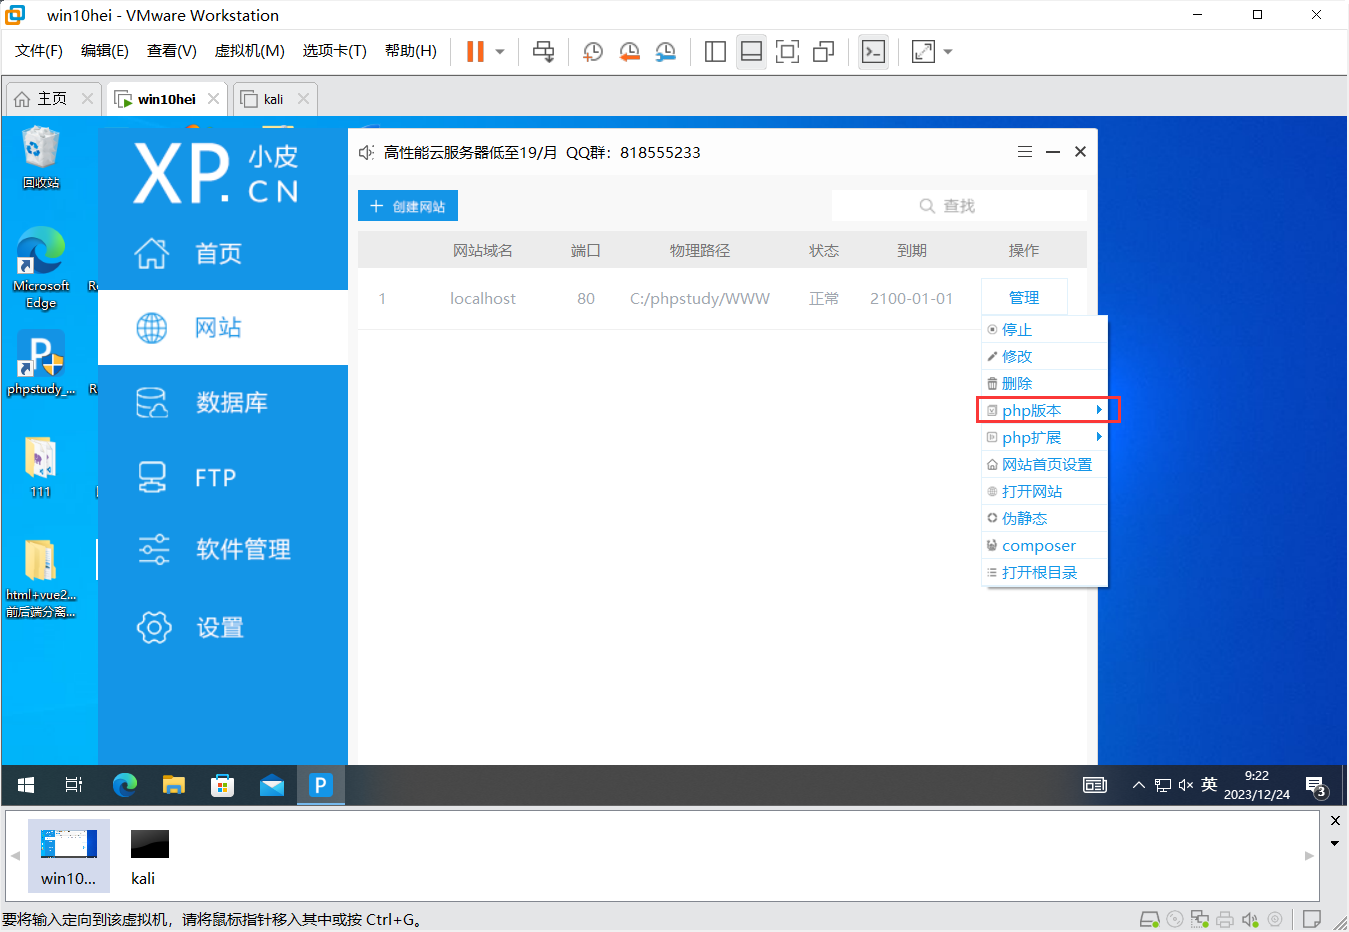 win10hei - VMware Workstation
文件(F) 编辑(E) 查看(V) 虚拟机(M) 选项卡(T) 帮助(H)
主页 win10hei kali
回收站
Microsoft Edge
phpstudy_...
111
html+vue2...
前后端分离...
XP. 小皮 CN
首页
网站
数据库
FTP
软件管理
设置
高性能云服务器低至19/月 QQ群：818555233
创建网站
查找
网站域名 端口 物理路径 状态 到期 操作
1 localhost 80 C:/phpstudy/WWW 正常 2100-01-01 管理
停止
修改
删除
php版本
php扩展
网站首页设置
打开网站
伪静态
composer
打开根目录
P
英
9:22
2023/12/24
3
win10...
kali
要将输入定向到该虚拟机，请将鼠标指针移入其中或按 Ctrl+G。